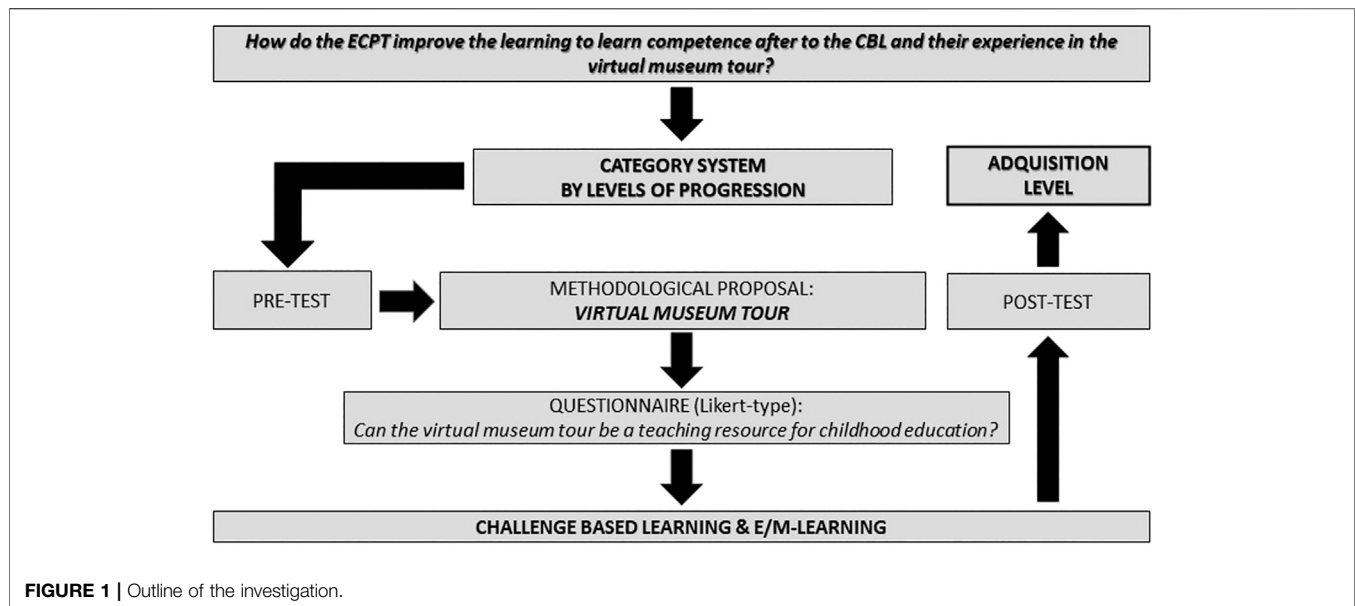 How do the ECPT improve the learning to learn competence after to the CBL and their experience in the
virtual museum tour?
CATEGORY SYSTEM
BY LEVELS OF PROGRESSION
ADQUISITION
LEVEL
PRE-TEST
METHODOLOGICAL PROPOSAL:
VIRTUAL MUSEUM TOUR
POST-TEST
QUESTIONNAIRE (Likert-type):
Can the virtual museum tour be a teaching resource for childhood education?
CHALLENGE BASED LEARNING & E/M-LEARNING
FIGURE 1 | Outline of the investigation.